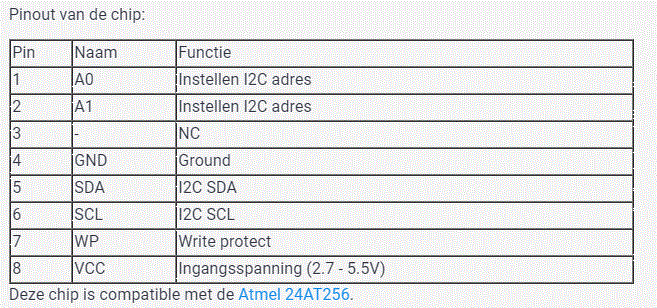 Pinout van de chip:
Pin Naam Functie
1 A0 Instellen I2C adres
2 A1 Instellen I2C adres
3 - NC
4 GND Ground
5 SDA I2C SDA
6 SCL I2C SCL
7 WP Write protect
8 VCC Ingangsspanning (2.7 - 5.5V)
Deze chip is compatible met de Atmel 24AT256.